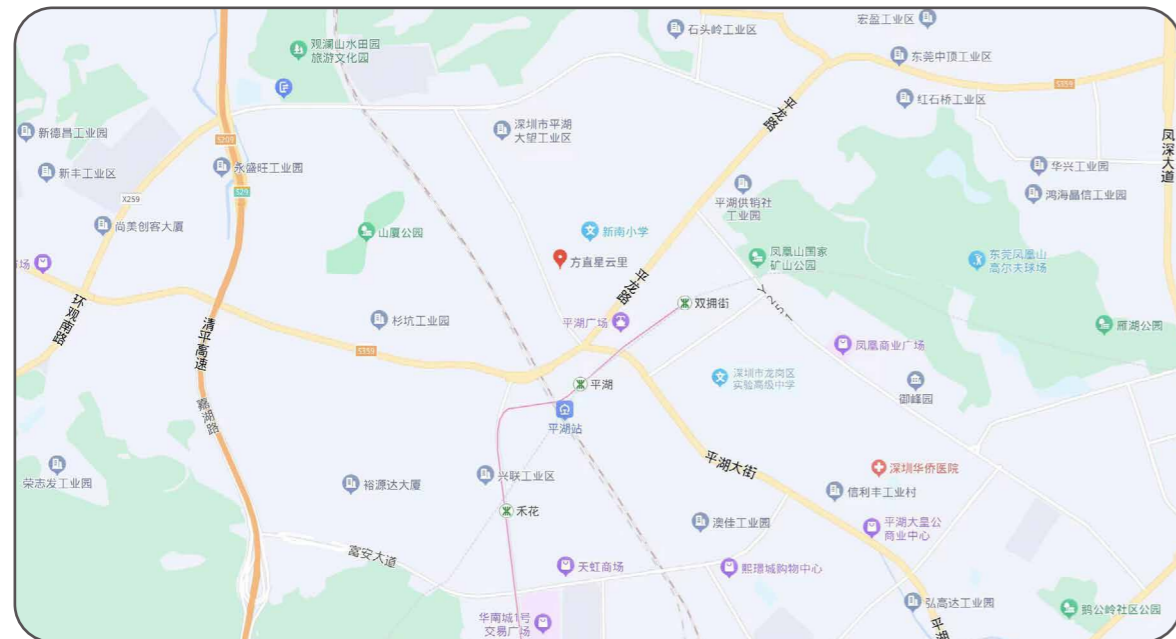 宏盈工业区
石头岭工业区
观澜山水田园
旅游文化园
东莞中顶工业区
S359
平龙路
红石桥工业区
新德昌工业园
深圳市平湖
大望工业区
凤深大道
S203
永盛旺工业园
新丰工业区
华兴工业园
S29
X259
平湖供销社
工业园
鸿海晶信工业园
尚美创客大厦
山厦公园
新南小学
凤凰山国家
矿山公园
东莞凤凰山
高尔夫球场
方直星云里
市场
平龙路
Y251
双拥街
环观南路
清平高速
杉坑工业园
平湖广场
雁湖公园
凤凰商业广场
S359
深圳市龙岗区
实验高级中学
平湖
御峰园
嘉湖路
平湖站
平湖大街
深圳华侨医院
荣志发工业园
裕源达大厦
兴联工业区
信利丰工业村
禾花
澳佳工业园
平湖大皇公
商业中心
富安大道
天虹商场
熙璟城购物中心
华南城1号
交易广场
弘高达工业园
鹅公岭社区公园
平湖